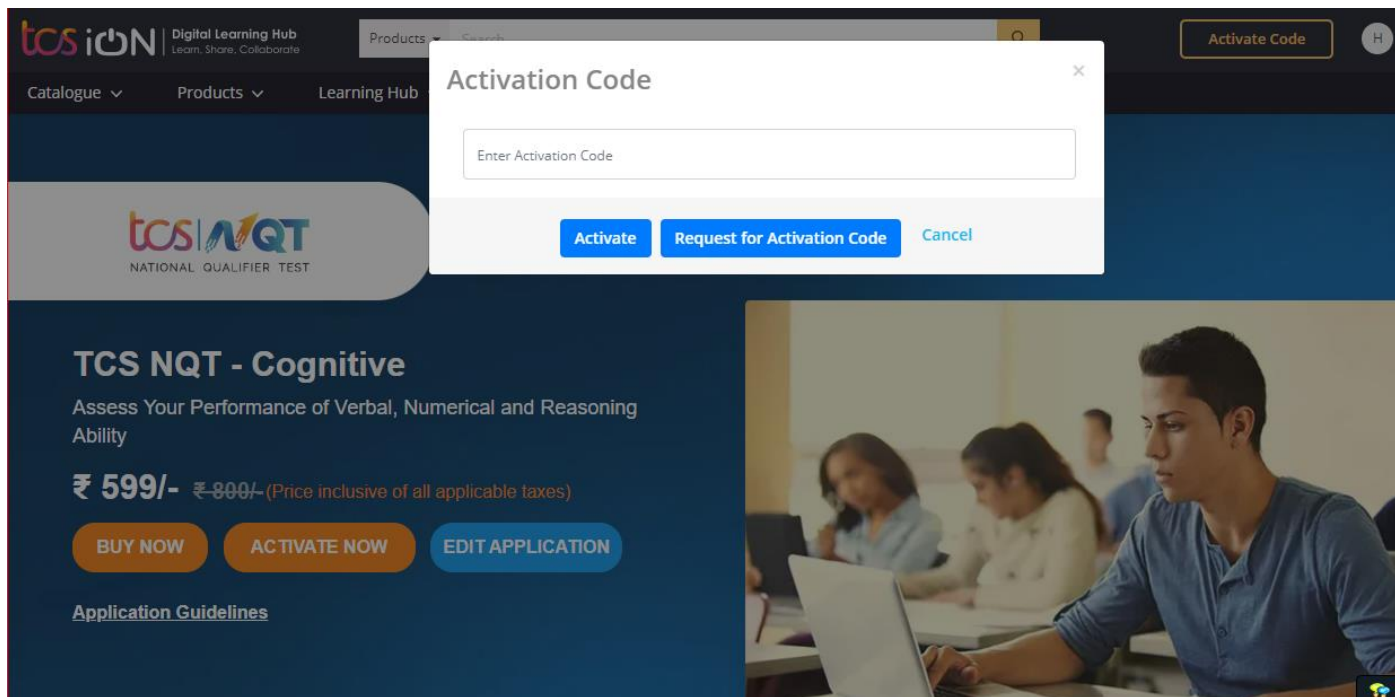 tcs iON | Digital Learning Hub
Learn. Share. Collaborate
Products
Search
Activate Code
H
Catalogue
Products
Learning Hub
Activation Code
×
Enter Activation Code
Activate
Request for Activation Code
Cancel
tcs | NQT
NATIONAL QUALIFIER TEST
TCS NQT - Cognitive
Assess Your Performance of Verbal, Numerical and Reasoning
Ability
₹ 599/- ₹ 800/- (Price inclusive of all applicable taxes)
BUY NOW
ACTIVATE NOW
EDIT APPLICATION
Application Guidelines